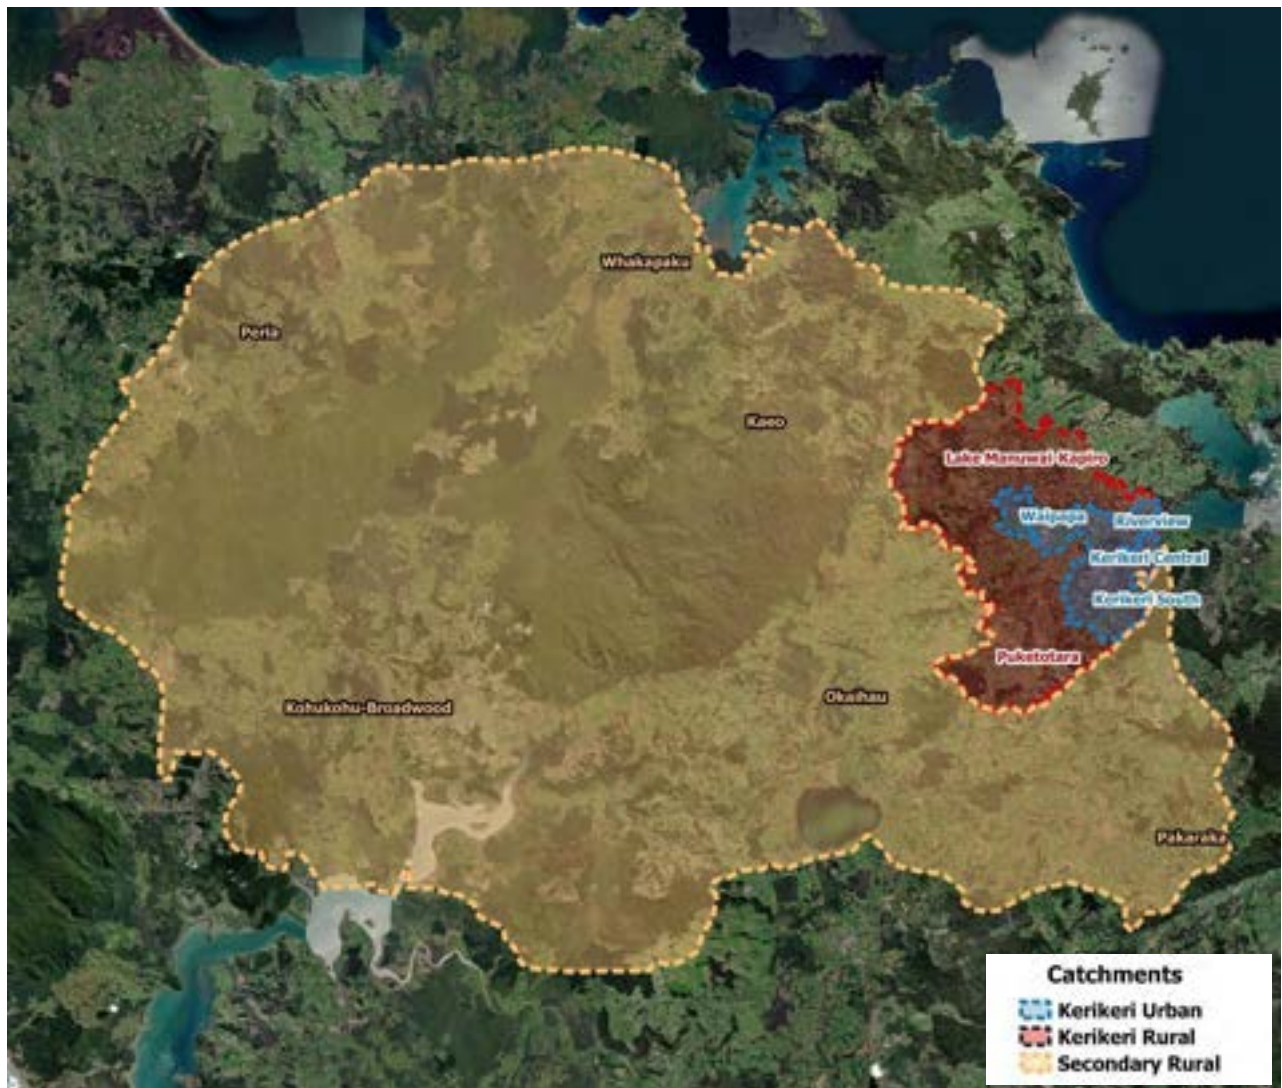 Whakapaku
Peria
Kaeo
Lake Manuwai-Kapiro
Waipapa
Riverview
Kerikeri Central
Kerikeri South
Puketotara
Okaihau
Kohukohu-Broadwood
Pakaraka
Catchments
Kerikeri Urban
Kerikeri Rural
Secondary Rural